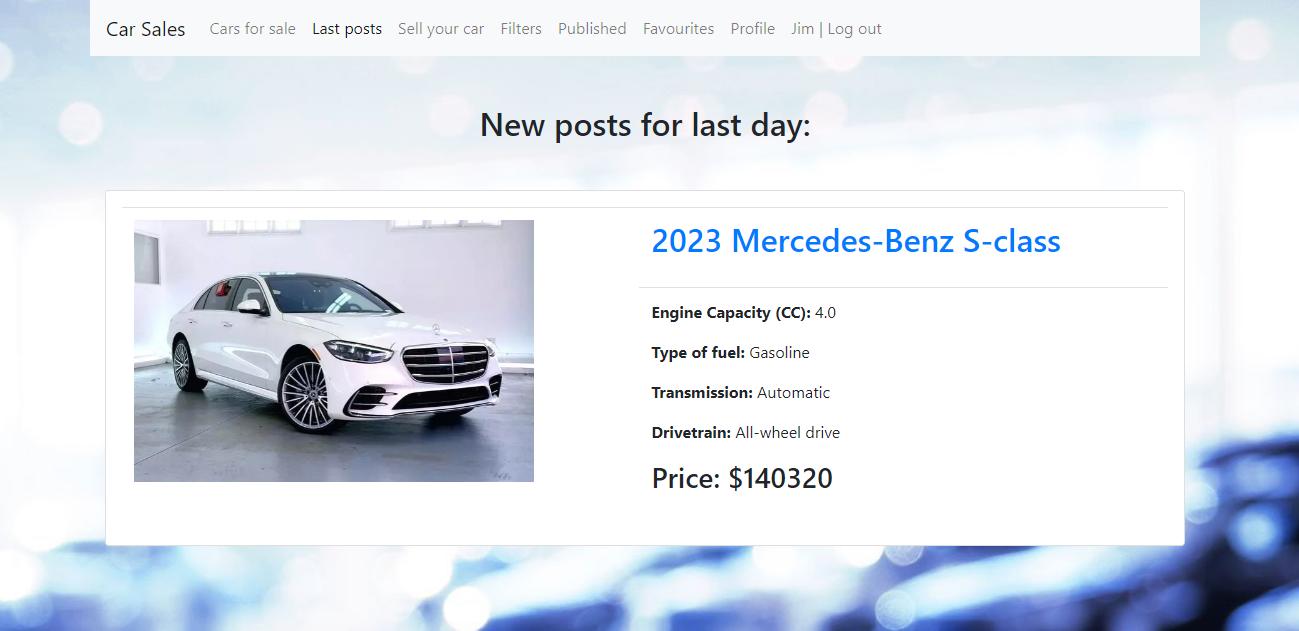 Car Sales Cars for sale Last posts Sell your car Filters Published Favourites Profile Jim | Log out
New posts for last day:
2023 Mercedes-Benz S-class
Engine Capacity (CC): 4.0
Type of fuel: Gasoline
Transmission: Automatic
Drivetrain: All-wheel drive
Price: $140320